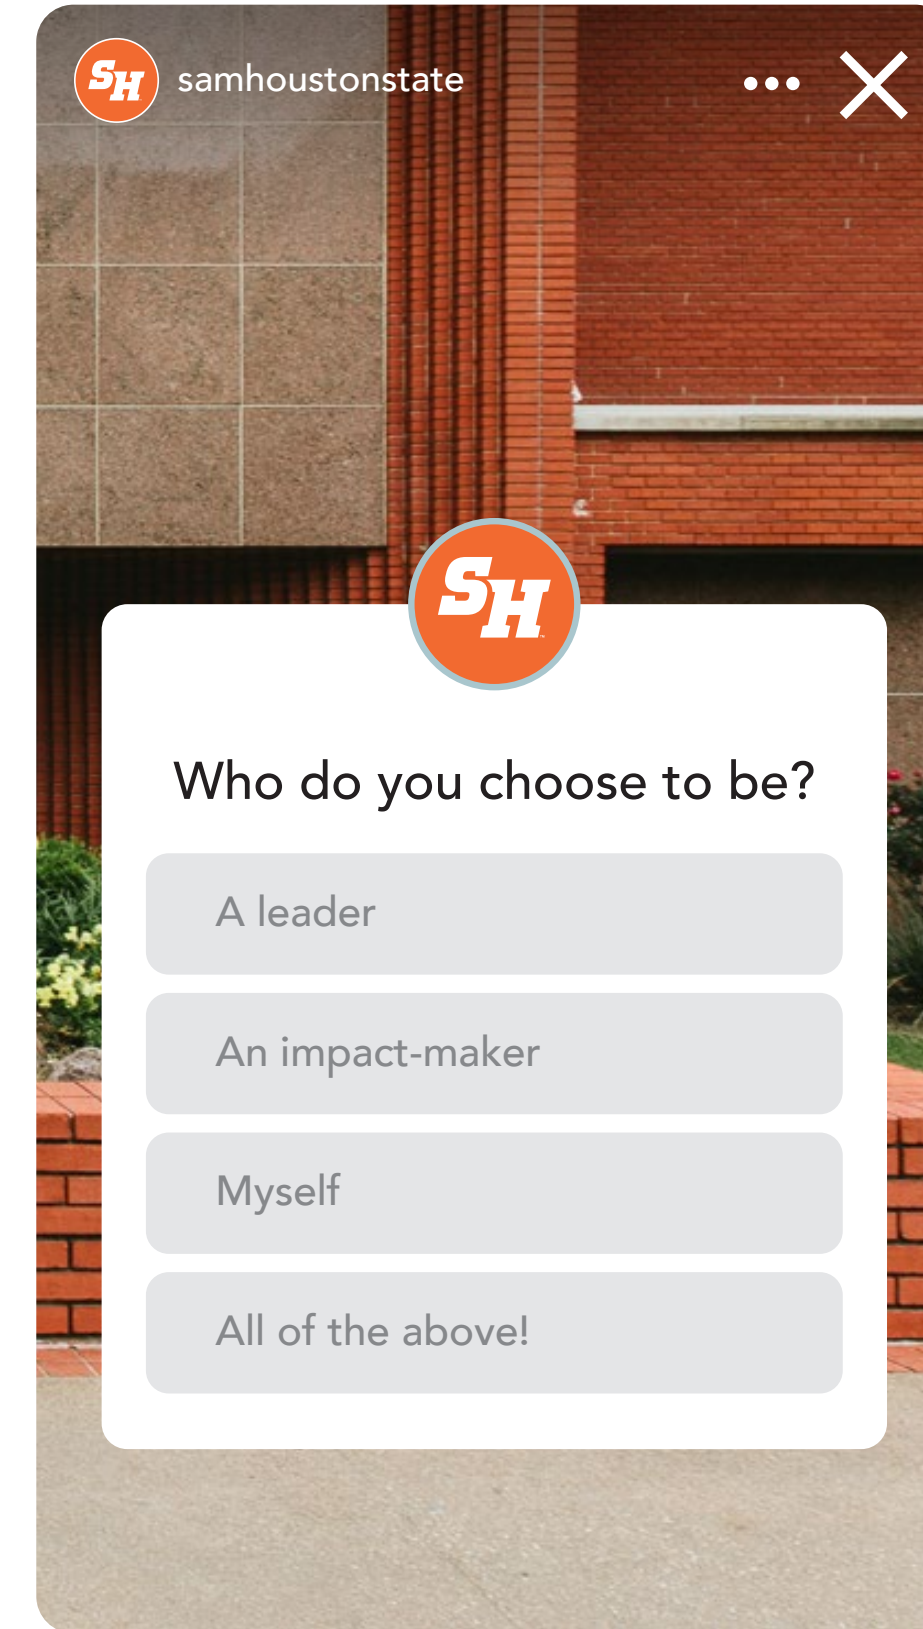 SH samhoustonstate
SH
Who do you choose to be?
A leader
An impact-maker
Myself
All of the above!